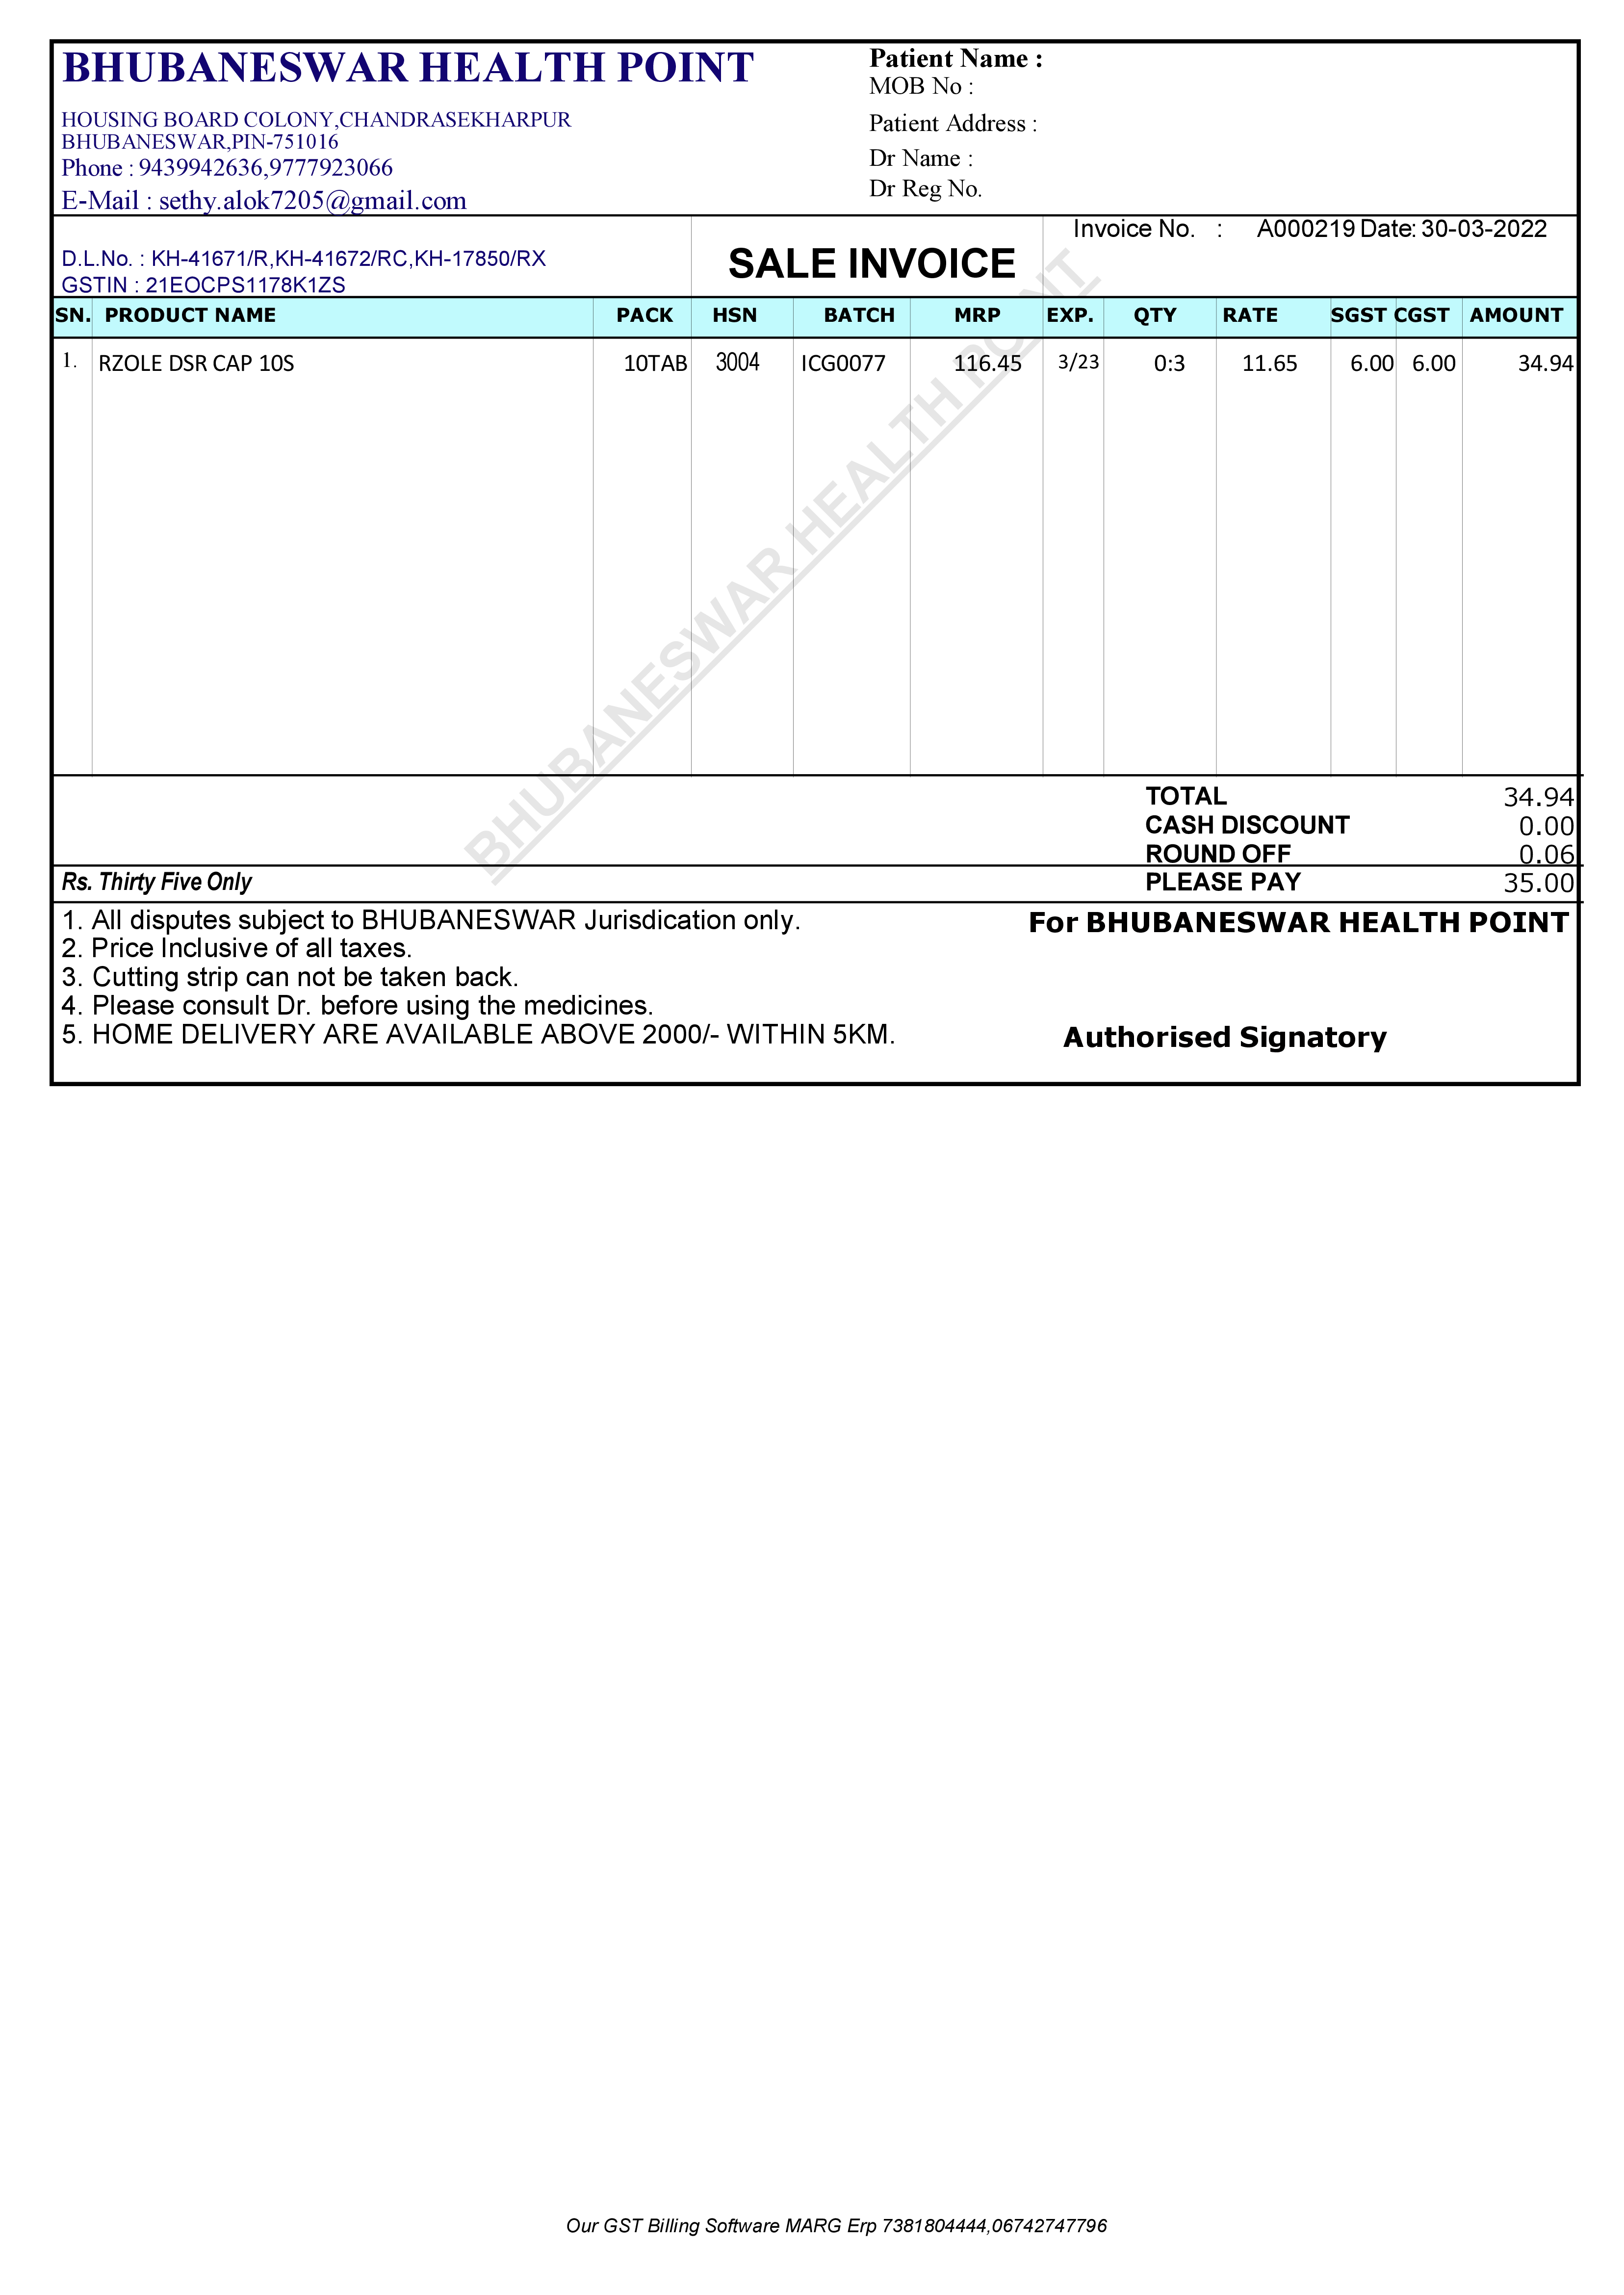 BHUBANESWAR HEALTH POINT
HOUSING BOARD COLONY,CHANDRASEKHARPUR
BHUBANESWAR,PIN-751016
Phone : 9439942636,9777923066
E-Mail : sethy.alok7205@gmail.com
Patient Name :
MOB No :
Patient Address :
Dr Name :
Dr Reg No.
D.L.No. : KH-41671/R,KH-41672/RC,KH-17850/RX
GSTIN : 21EOCPS1178K1ZS
SALE INVOICE
Invoice No. : A000219 Date: 30-03-2022
SN. PRODUCT NAME PACK HSN BATCH MRP EXP. QTY RATE SGST CGST AMOUNT
1. RZOLE DSR CAP 10S 10TAB 3004 ICG0077 116.45 3/23 0:3 11.65 6.00 6.00 34.94
BHUBANESWAR HEALTH POINT
TOTAL 34.94
CASH DISCOUNT 0.00
ROUND OFF 0.06
Rs. Thirty Five Only PLEASE PAY 35.00
1. All disputes subject to BHUBANESWAR Jurisdication only.
2. Price Inclusive of all taxes.
3. Cutting strip can not be taken back.
4. Please consult Dr. before using the medicines.
5. HOME DELIVERY ARE AVAILABLE ABOVE 2000/- WITHIN 5KM.
For BHUBANESWAR HEALTH POINT
Authorised Signatory
Our GST Billing Software MARG Erp 7381804444,06742747796